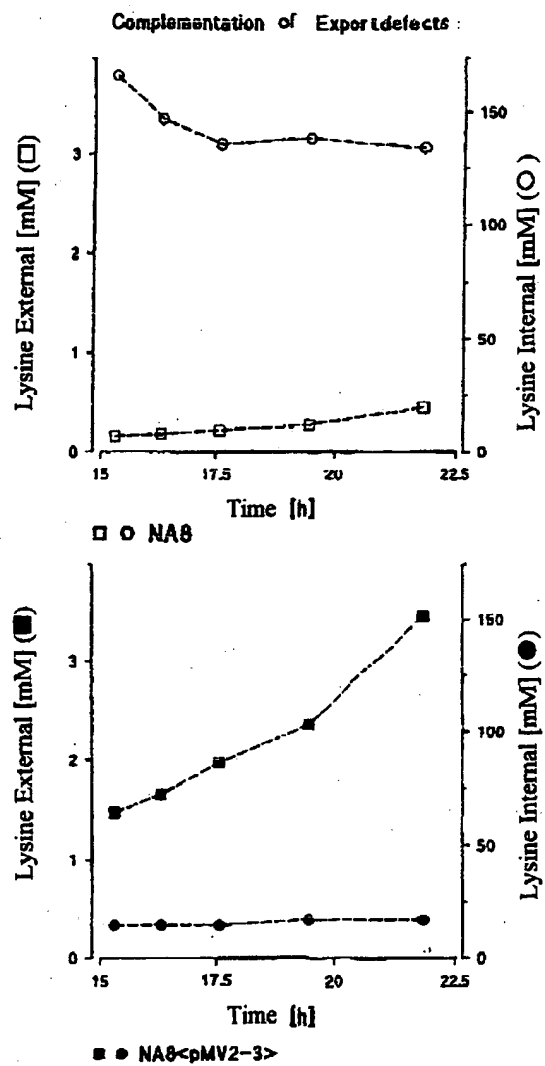 Complementation of Exportdefects :
Lysine External [mM] (□)
3
2
1
0
150
100
50
0
Lysine Internal [mM] (○)
15 17.5 20 22.5
Time [h]
□ ○ NA8
Lysine External [mM] (■)
3
2
1
0
150
100
50
0
Lysine Internal [mM] (●)
15 17.5 20 22.5
Time [h]
■ ● NA8<pMV2-3>